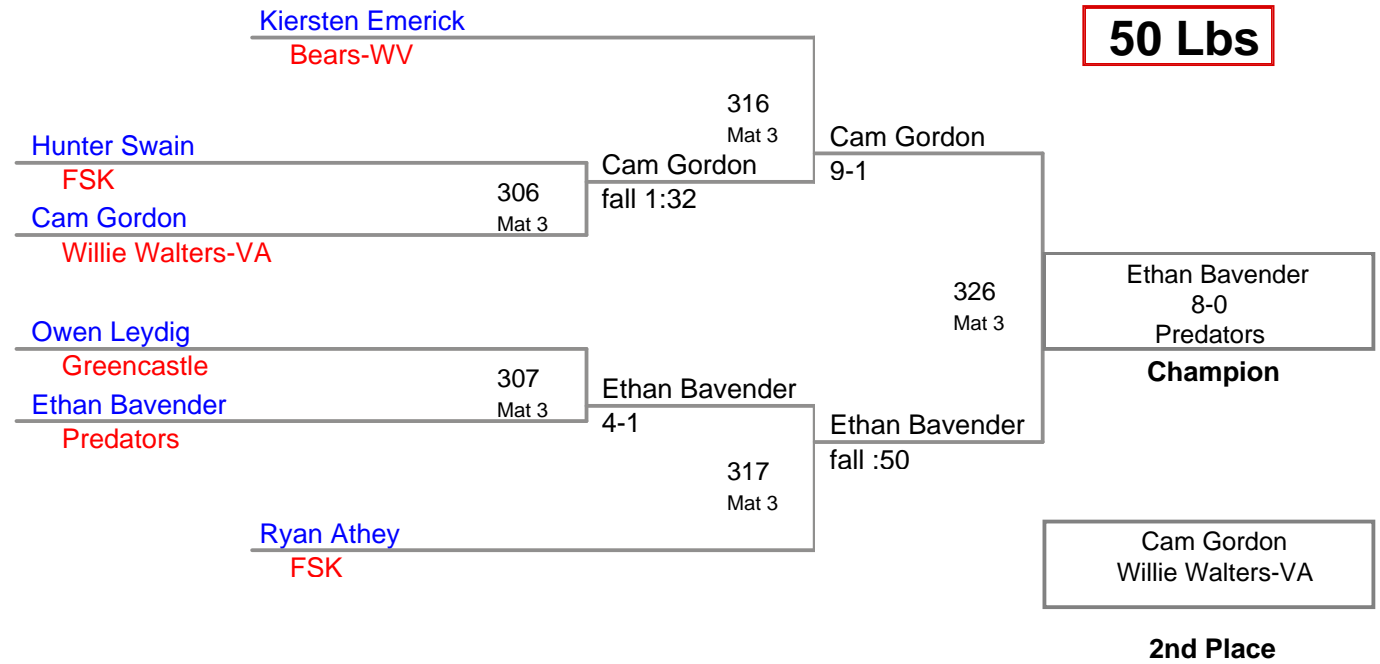 Kiersten Emerick
Bears-WV
50 Lbs
316
Mat 3
Hunter Swain
FSK
306
Mat 3
Cam Gordon
Willie Walters-VA
Cam Gordon
fall 1:32
Cam Gordon
9-1
Owen Leydig
Greencastle
307
Mat 3
Ethan Bavender
Predators
Ethan Bavender
4-1
Ethan Bavender
fall :50
317
Mat 3
Ryan Athey
FSK
326
Mat 3
Ethan Bavender
8-0
Predators
Champion
Cam Gordon
Willie Walters-VA
2nd Place